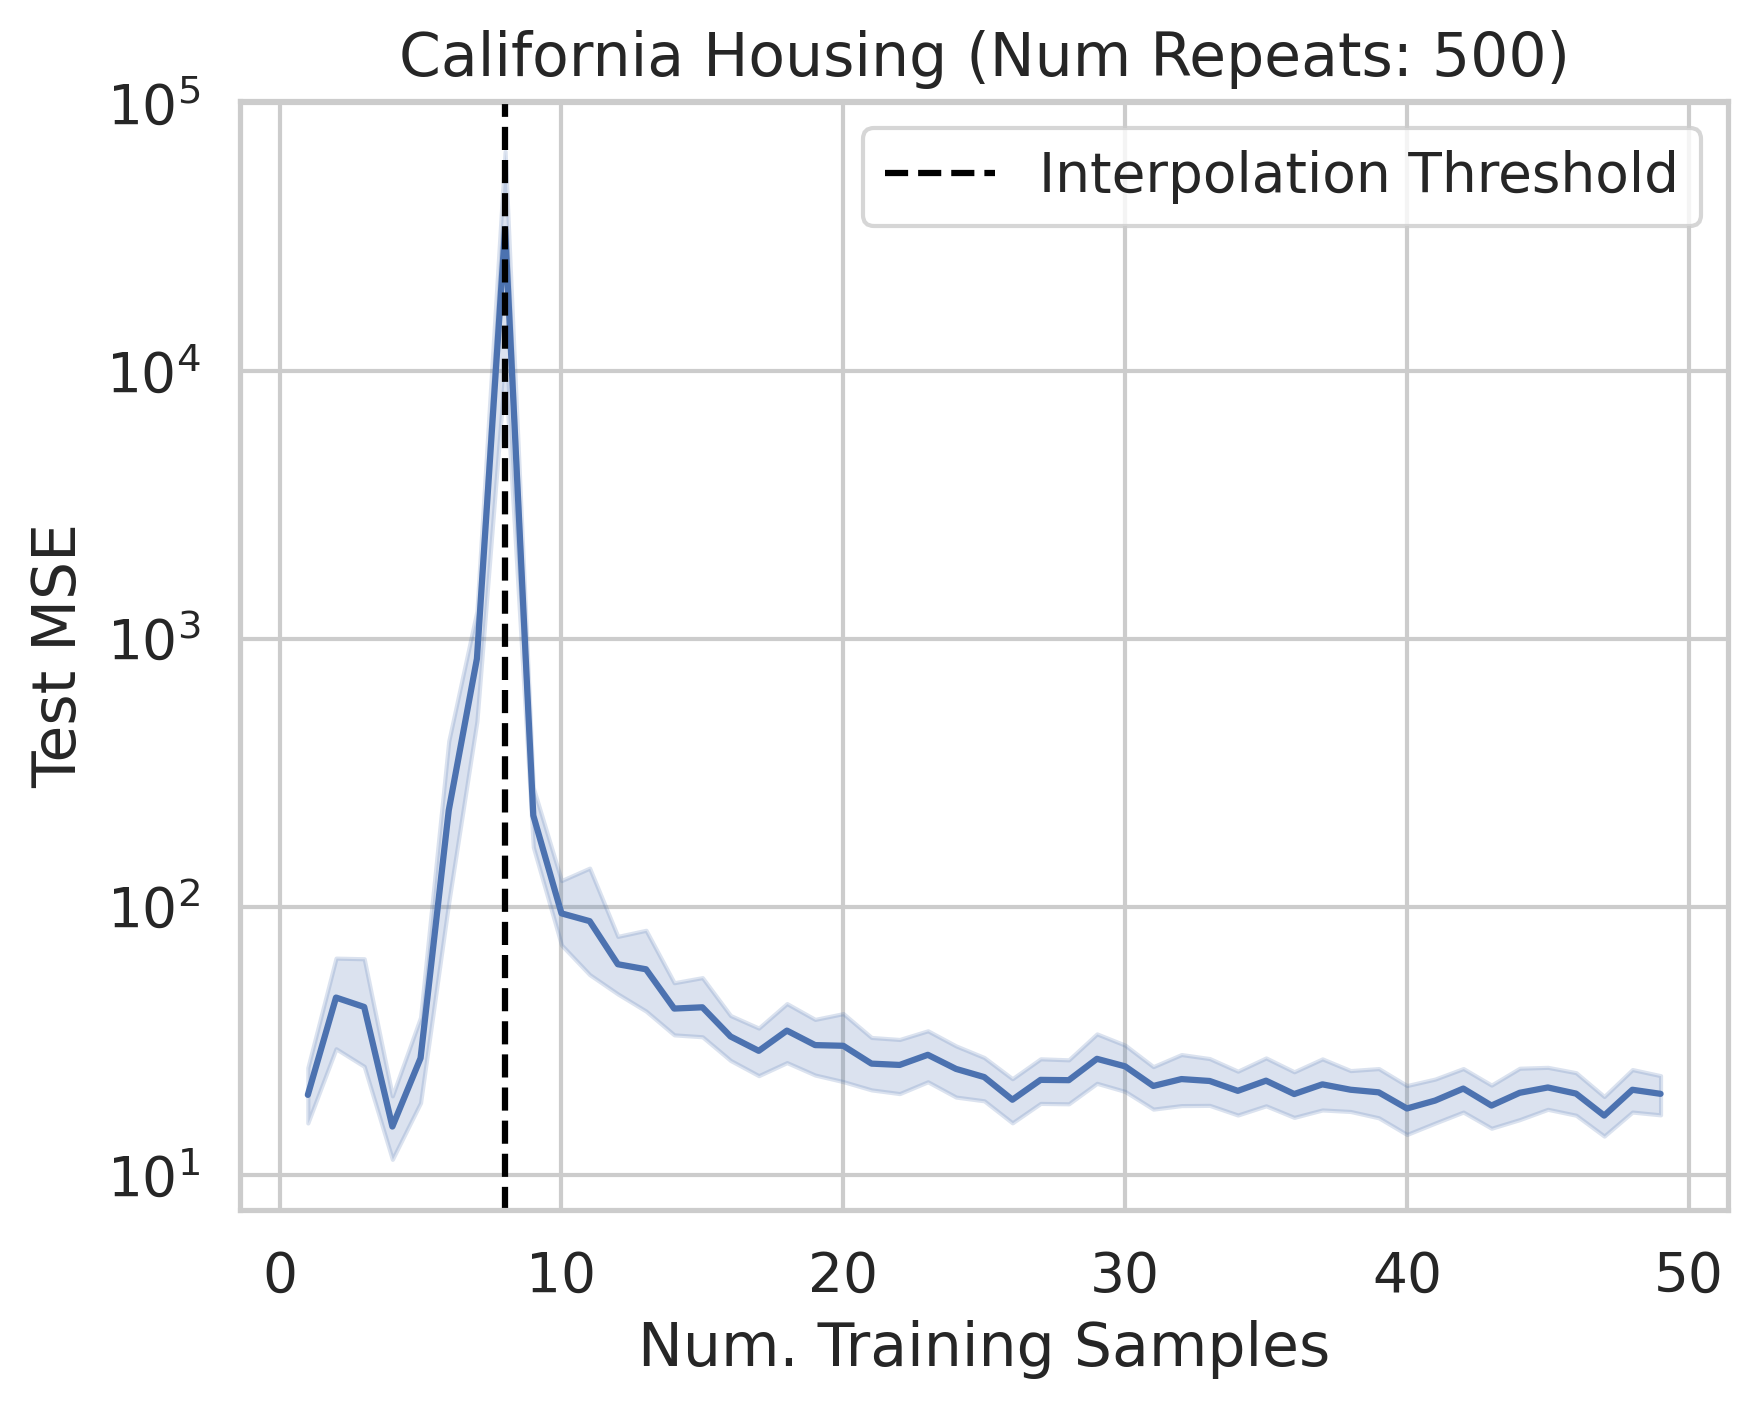 California Housing (Num Repeats: 500)
10⁵
Interpolation Threshold
10⁴
10³
10²
10¹
Test MSE
0 10 20 30 40 50
Num. Training Samples